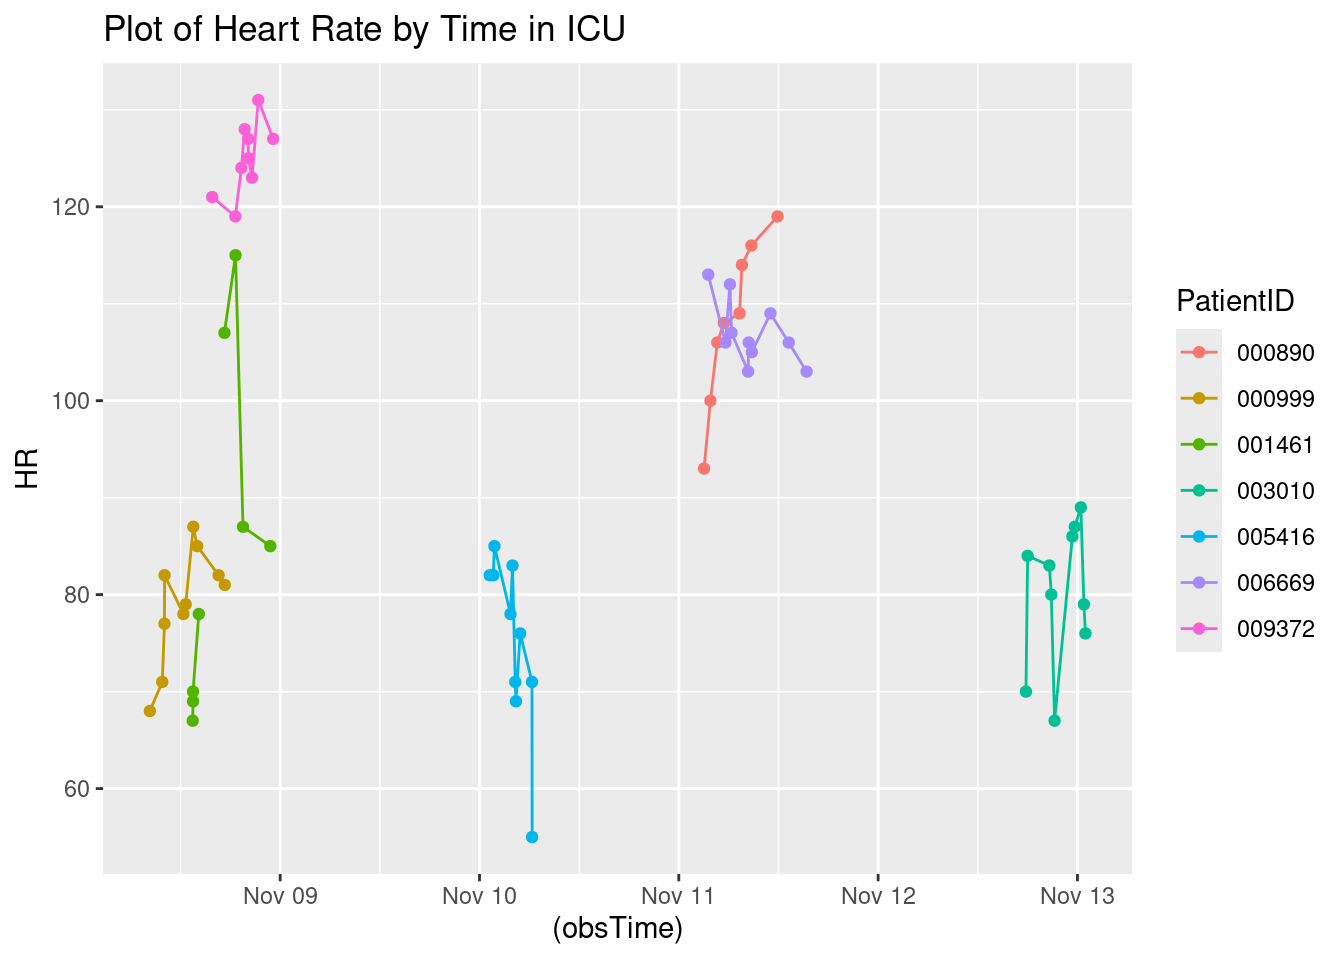 Plot of Heart Rate by Time in ICU
120
100
80
60
HR
Nov 09 Nov 10 Nov 11 Nov 12 Nov 13
(obsTime)
PatientID
000890
000999
001461
003010
005416
006669
009372